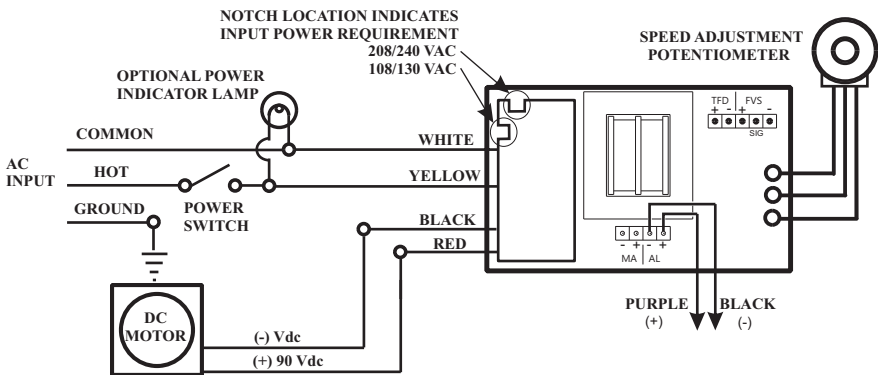 NOTCH LOCATION INDICATES
INPUT POWER REQUIREMENT
208/240 VAC
108/130 VAC
SPEED ADJUSTMENT
POTENTIOMETER
OPTIONAL POWER
INDICATOR LAMP
TFD FVS
+ - + -
SIG
COMMON
WHITE
AC
INPUT
HOT
YELLOW
GROUND
POWER
SWITCH
BLACK
RED
- + - +
MA AL
PURPLE
(+)
BLACK
(-)
DC
MOTOR
(-) Vdc
(+) 90 Vdc